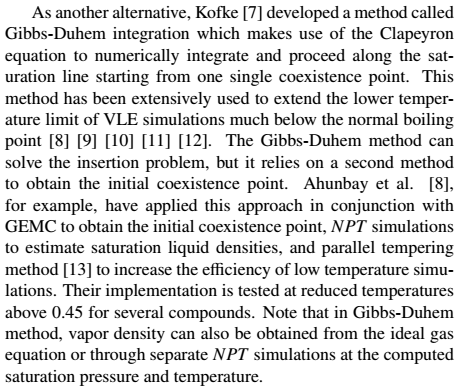 As another alternative, Kofke [7] developed a method called
Gibbs-Duhem integration which makes use of the Clapeyron
equation to numerically integrate and proceed along the sat-
uration line starting from one single coexistence point. This
method has been extensively used to extend the lower temper-
ature limit of VLE simulations much below the normal boiling
point [8] [9] [10] [11] [12]. The Gibbs-Duhem method can
solve the insertion problem, but it relies on a second method
to obtain the initial coexistence point. Ahunbay et al. [8],
for example, have applied this approach in conjunction with
GEMC to obtain the initial coexistence point, NPT simulations
to estimate saturation liquid densities, and parallel tempering
method [13] to increase the efficiency of low temperature simu-
lations. Their implementation is tested at reduced temperatures
above 0.45 for several compounds. Note that in Gibbs-Duhem
method, vapor density can also be obtained from the ideal gas
equation or through separate NPT simulations at the computed
saturation pressure and temperature.